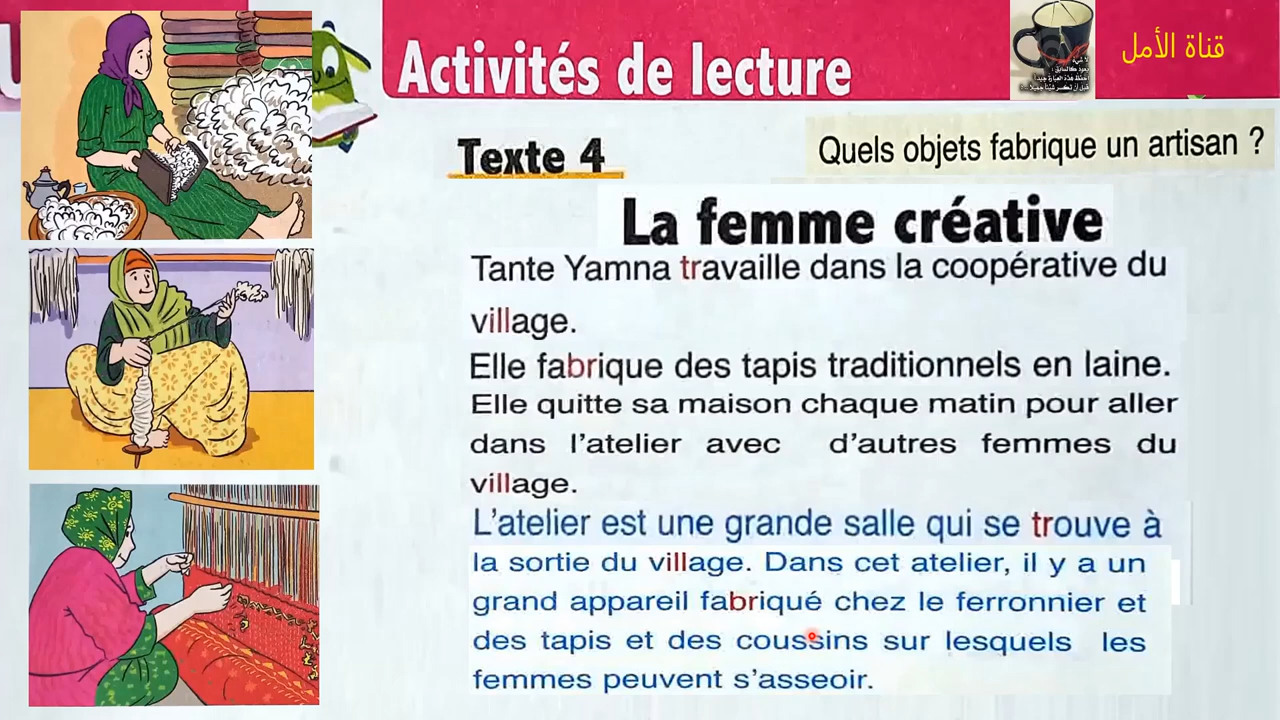 Activités de lecture
قناة الأمل
Texte 4
Quels objets fabrique un artisan ?
La femme créative
Tante Yamna travaille dans la coopérative du
village.
Elle fabrique des tapis traditionnels en laine.
Elle quitte sa maison chaque matin pour aller
dans l'atelier avec d'autres femmes du
village.
L'atelier est une grande salle qui se trouve à
la sortie du village. Dans cet atelier, il y a un
grand appareil fabriqué chez le ferronnier et
des tapis et des coussins sur lesquels les
femmes peuvent s'asseoir.